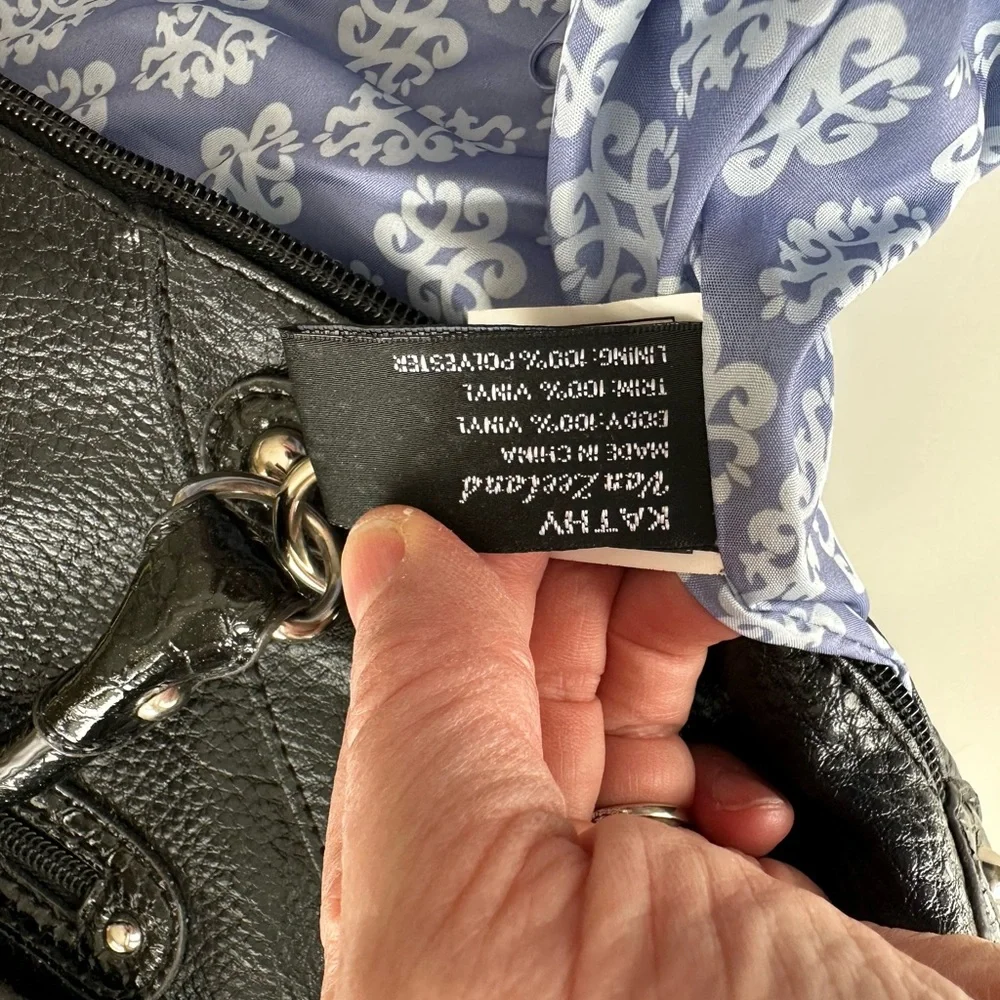 KATHY
Van Zeeland
MADE IN CHINA
BODY: 100% VINYL
TRIM: 100% VINYL
LINING: 100% POLYESTER